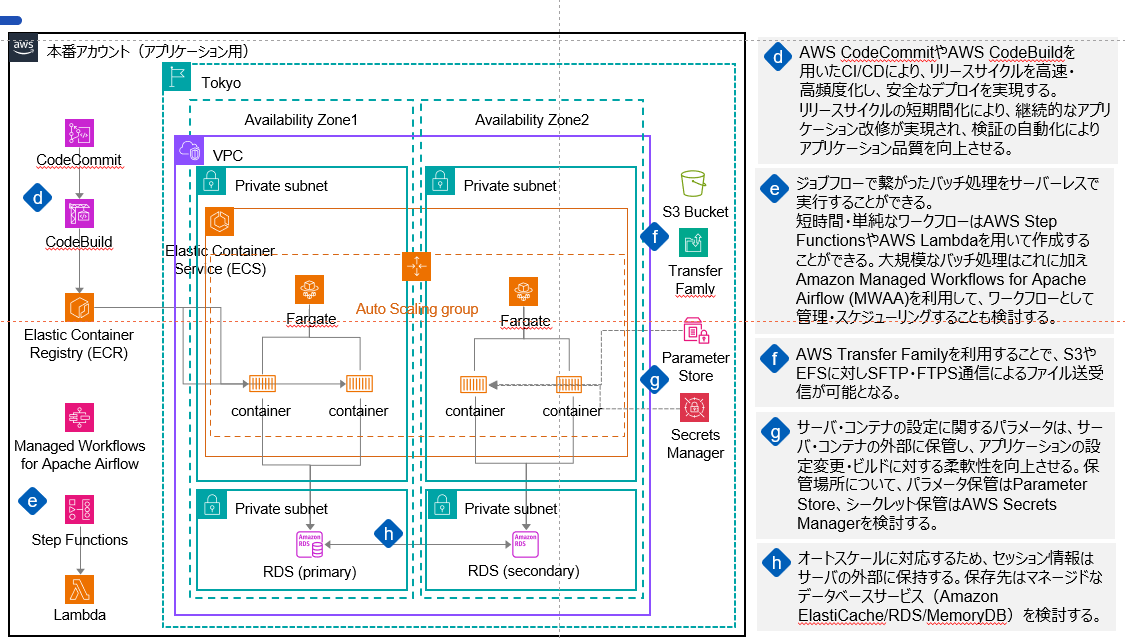 aws
本番アカウント（アプリケーション用）
Tokyo
Availability Zone1
Availability Zone2
VPC
Private subnet
Private subnet
CodeCommit
d
CodeBuild
Elastic Container
Registry (ECR)
Managed Workflows
for Apache Airflow
e
Step Functions
Lambda
Elastic Container
Service (ECS)
Fargate
Auto Scaling group
Fargate
container
container
container
container
Private subnet
Private subnet
Amazon
RDS
h
Amazon
RDS
RDS (primary)
RDS (secondary)
S3 Bucket
f
Transfer
Famly
Parameter
Store
g
Secrets
Manager
d
AWS CodeCommitやAWS CodeBuildを
用いたCI/CDにより、リリースサイクルを高速・
高頻度化し、安全なデプロイを実現する。
リリースサイクルの短期間化により、継続的なアプリ
ケーション改修が実現され、検証の自動化により
アプリケーション品質を向上させる。
e
ジョブフローで繋がったバッチ処理をサーバーレスで
実行することができる。
短時間・単純なワークフローはAWS Step
FunctionsやAWS Lambdaを用いて作成する
ことができる。大規模なバッチ処理はこれに加え
Amazon Managed Workflows for Apache
Airflow (MWAA)を利用して、ワークフローとして
管理・スケジューリングすることも検討する。
f
AWS Transfer Familyを利用することで、S3や
EFSに対しSFTP・FTPS通信によるファイル送受
信が可能となる。
g
サーバ・コンテナの設定に関するパラメータは、サー
バ・コンテナの外部に保管し、アプリケーションの設
定変更・ビルドに対する柔軟性を向上させる。保
管場所について、パラメータ保管はParameter
Store、シークレット保管はAWS Secrets
Managerを検討する。
h
オートスケールに対応するため、セッション情報は
サーバの外部に保持する。保存先はマネージドな
データベースサービス（Amazon
ElastiCache/RDS/MemoryDB）を検討する。